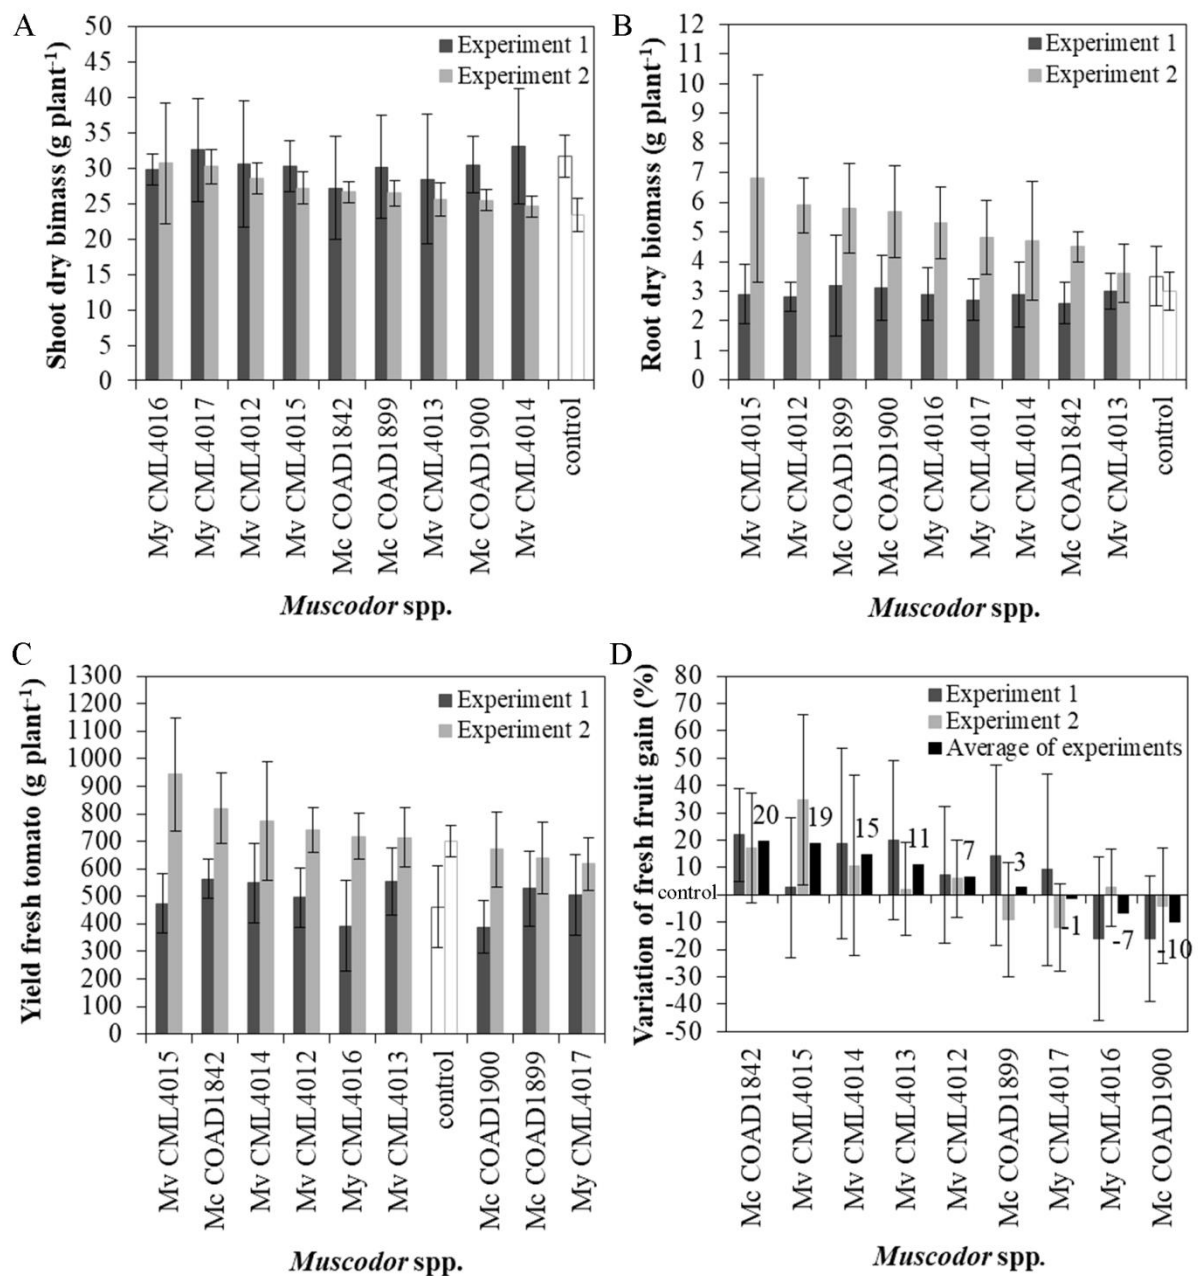 A
Shoot dry bimass (g plant-1)
50
45
40
35
30
25
20
15
10
5
0
Experiment 1
Experiment 2
My CML4016
My CML4017
Mv CML4012
Mv CML4015
Mc COAD1842
Mc COAD1899
Mv CML4013
Mc COAD1900
Mv CML4014
control
Muscodor spp.
B
Root dry biomass (g plant-1)
12
11
10
9
8
7
6
5
4
3
2
1
0
Experiment 1
Experiment 2
Mv CML4015
Mv CML4012
Mc COAD1899
Mc COAD1900
My CML4016
My CML4017
Mv CML4014
Mc COAD1842
Mv CML4013
control
Muscodor spp.
C
Yield fresh tomato (g plant-1)
1300
1200
1100
1000
900
800
700
600
500
400
300
200
100
0
Experiment 1
Experiment 2
Mv CML4015
Mc COAD1842
Mv CML4014
Mv CML4012
My CML4016
Mv CML4013
control
Mc COAD1900
Mc COAD1899
My CML4017
Muscodor spp.
D
Variation of fresh fruit gain (%)
80
70
60
50
40
30
20
10
control
-10
-20
-30
-40
-50
Experiment 1
Experiment 2
Average of experiments
20
19
15
11
7
3
-1
-7
-10
Mc COAD1842
Mv CML4015
Mv CML4014
Mv CML4013
Mv CML4012
Mc COAD1899
My CML4017
My CML4016
Mc COAD1900
Muscodor spp.